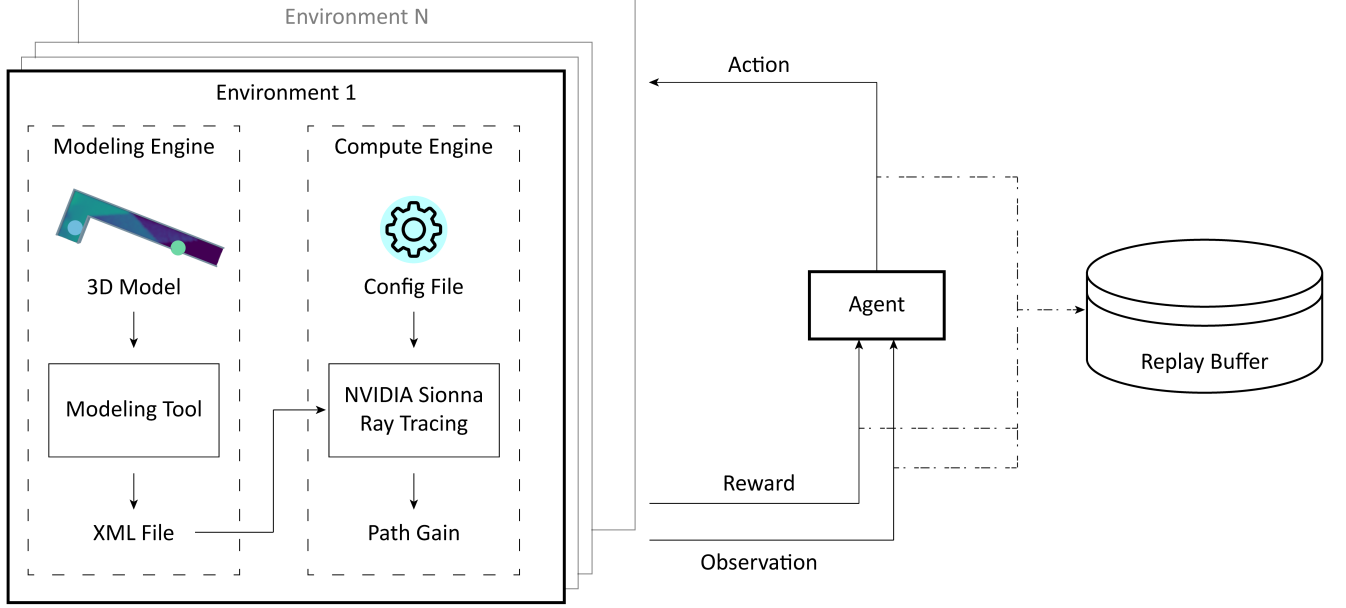 Environment N
Environment 1
Modeling Engine
3D Model
Modeling Tool
XML File
Compute Engine
Config File
NVIDIA Sionna
Ray Tracing
Path Gain
Action
Agent
Reward
Observation
Replay Buffer